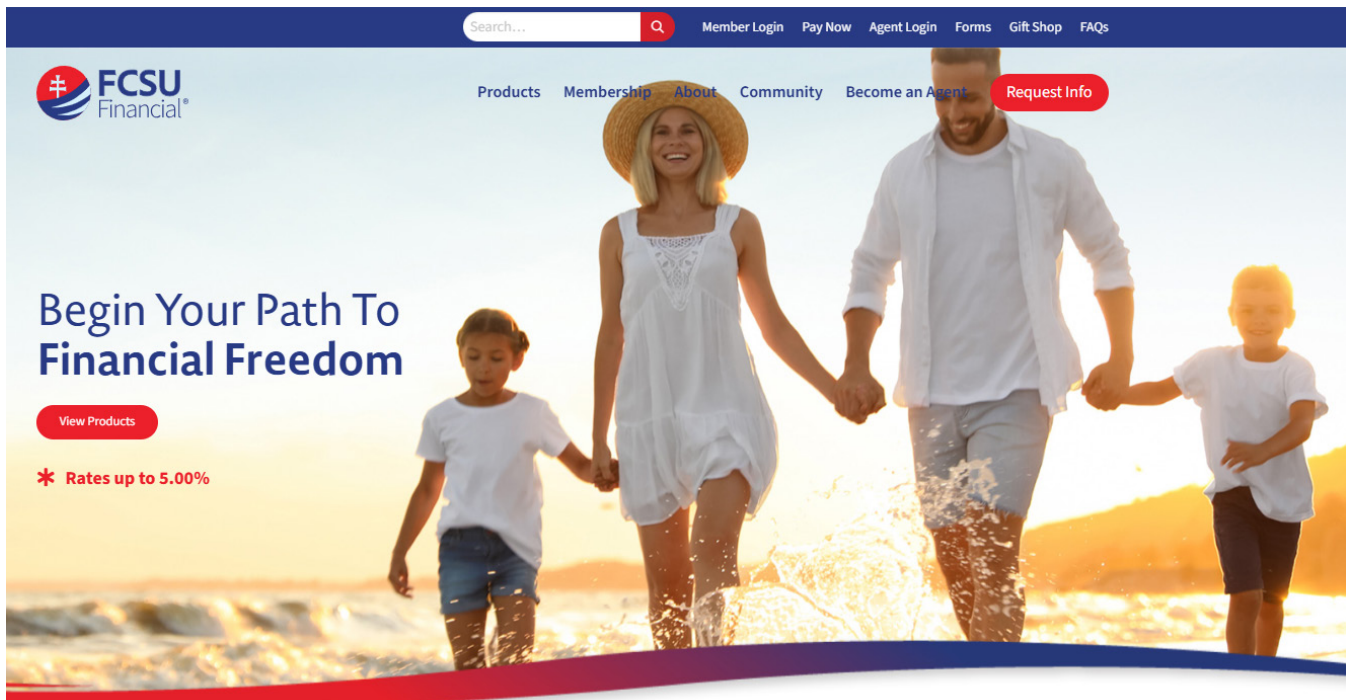 Search...
Member Login Pay Now Agent Login Forms Gift Shop FAQs
FCSU
Financial®
Products Membership About Community Become an Agent Request Info
Begin Your Path To
Financial Freedom
View Products
* Rates up to 5.00%